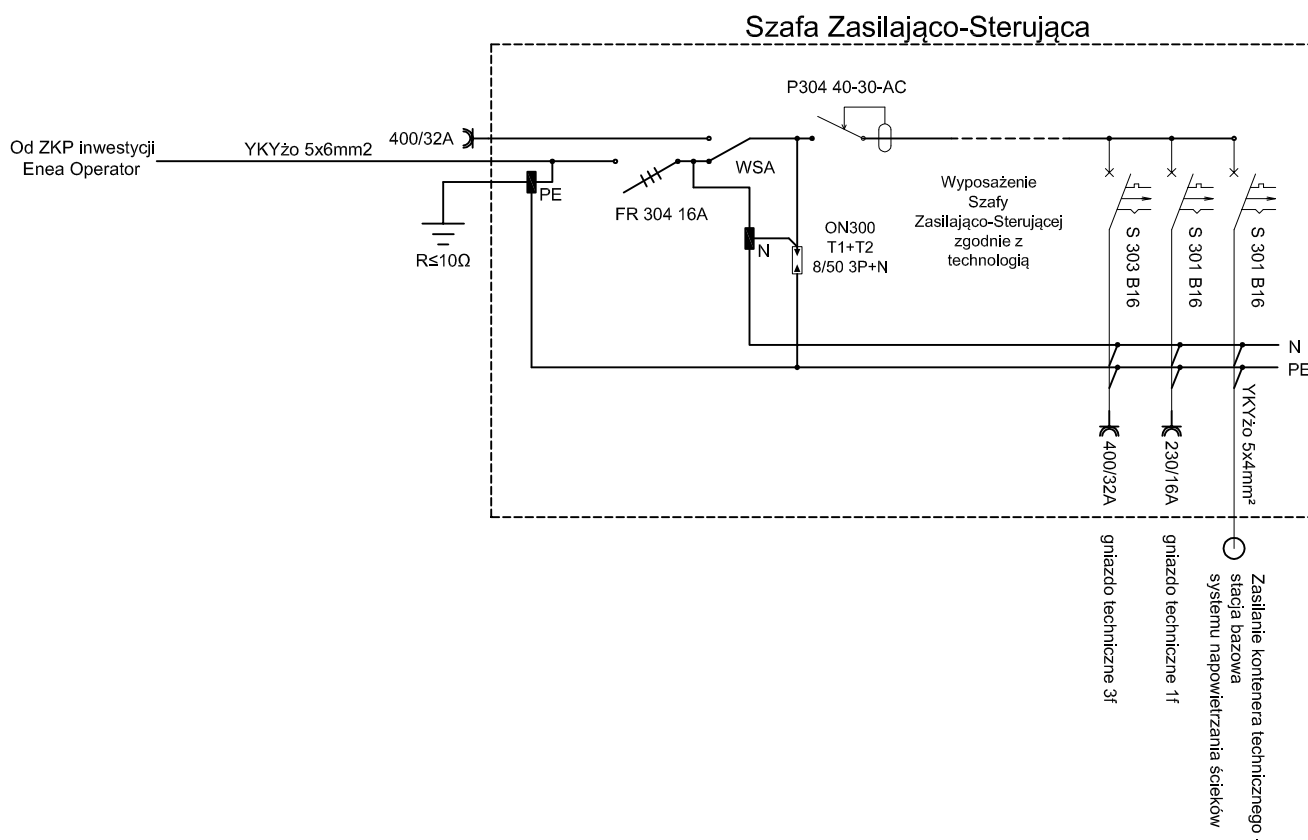 Szafa Zasilająco-Sterująca
P304 40-30-AC
400/32A
Od ZKP inwestycji
Enea Operator
YKYżo 5x6mm2
WSA
PE
FR 304 16A
R≤10Ω
N
ON300
T1+T2
8/50 3P+N
Wyposażenie
Szafy
Zasilająco-Sterującej
zgodnie z
technologią
S 303 B16
S 301 B16
S 301 B16
N
PE
400/32A
230/16A
YKYżo 5x4mm²
gniazdo techniczne 3f
gniazdo techniczne 1f
Zasilanie kontenera technicznego -
stacja bazowa
systemu napowietrzania ścieków